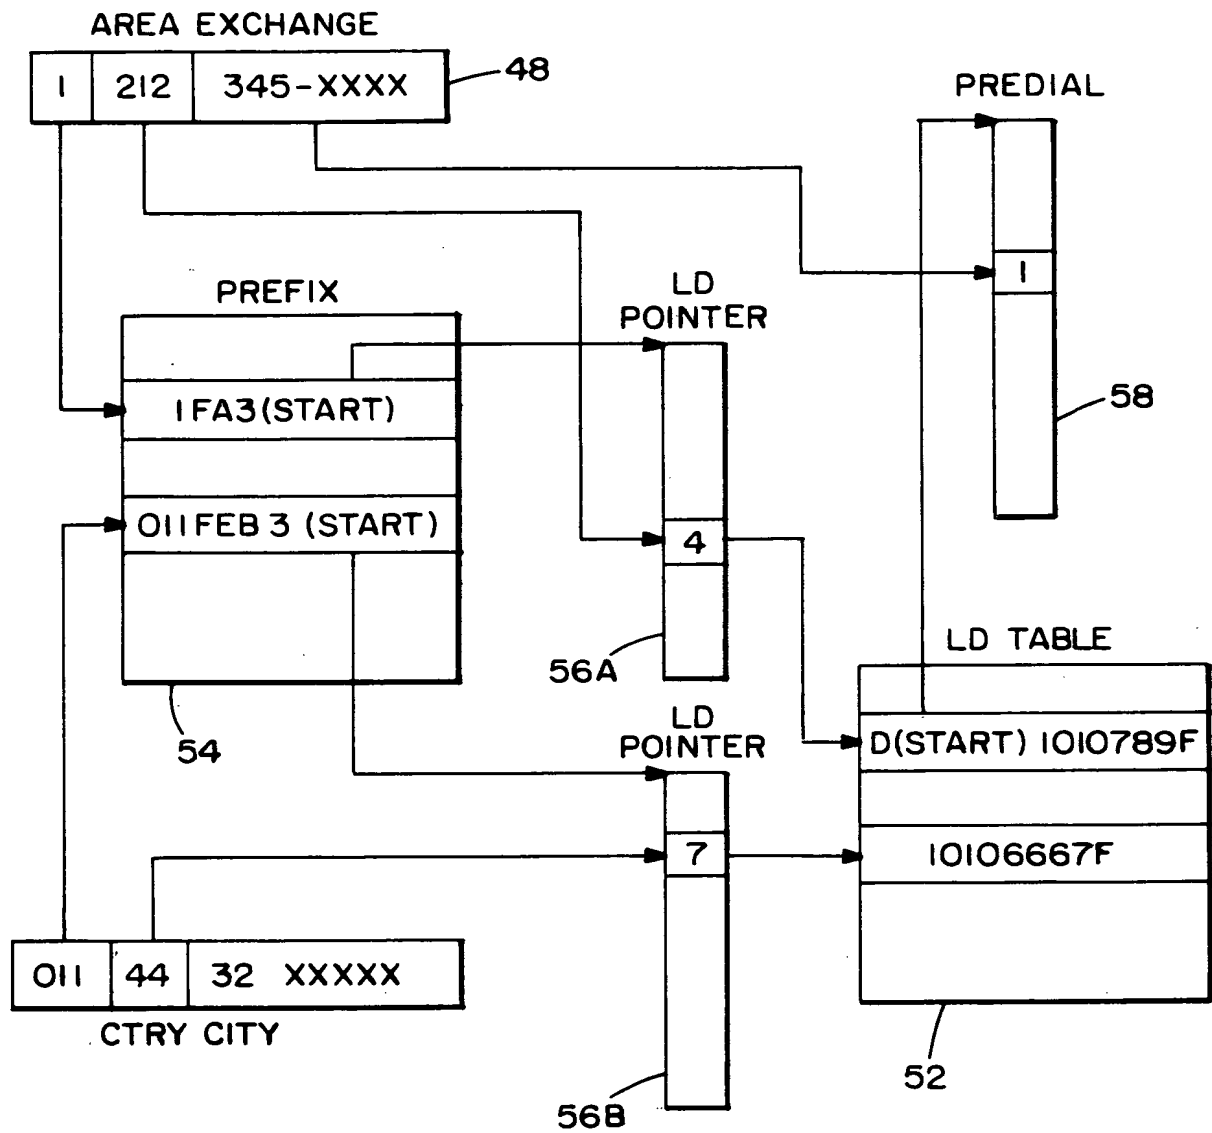 AREA EXCHANGE
1 212 345-XXXX
48
PREDIAL
1
58
PREFIX
1FA3(START)
011FEB3 (START)
54
LD
POINTER
4
56A
LD
POINTER
7
56B
LD TABLE
D(START) 1010789F
10106667F
52
011 44 32 XXXXX
CTRY CITY